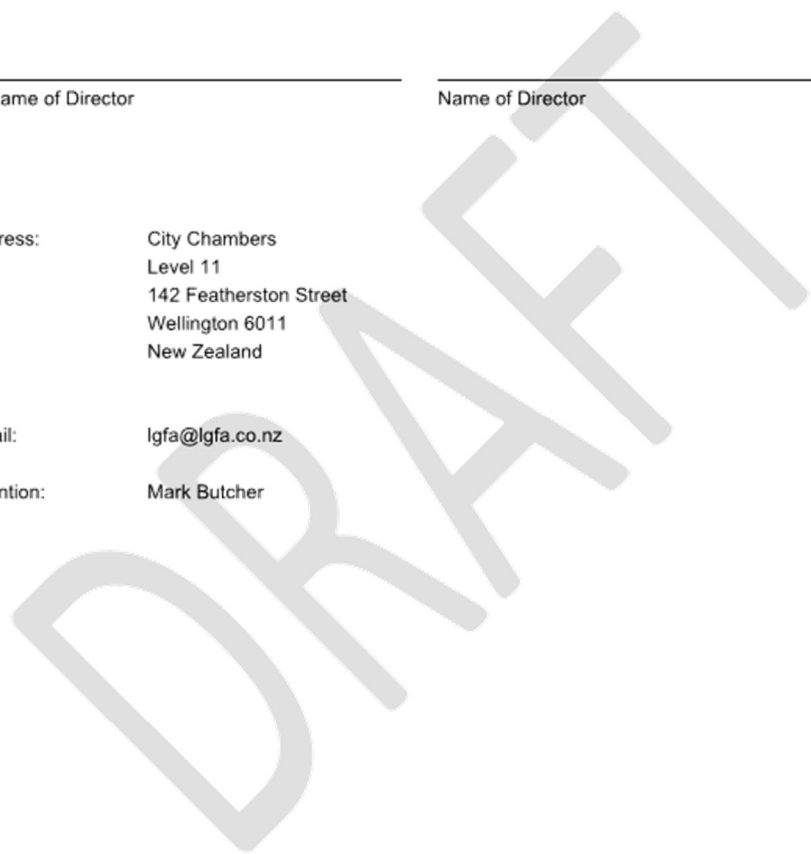 ame of Director Name of Director
ress: City Chambers
Level 11
142 Featherston Street
Wellington 6011
New Zealand
il: lgfa@lgfa.co.nz
ntion: Mark Butcher
DRAFT